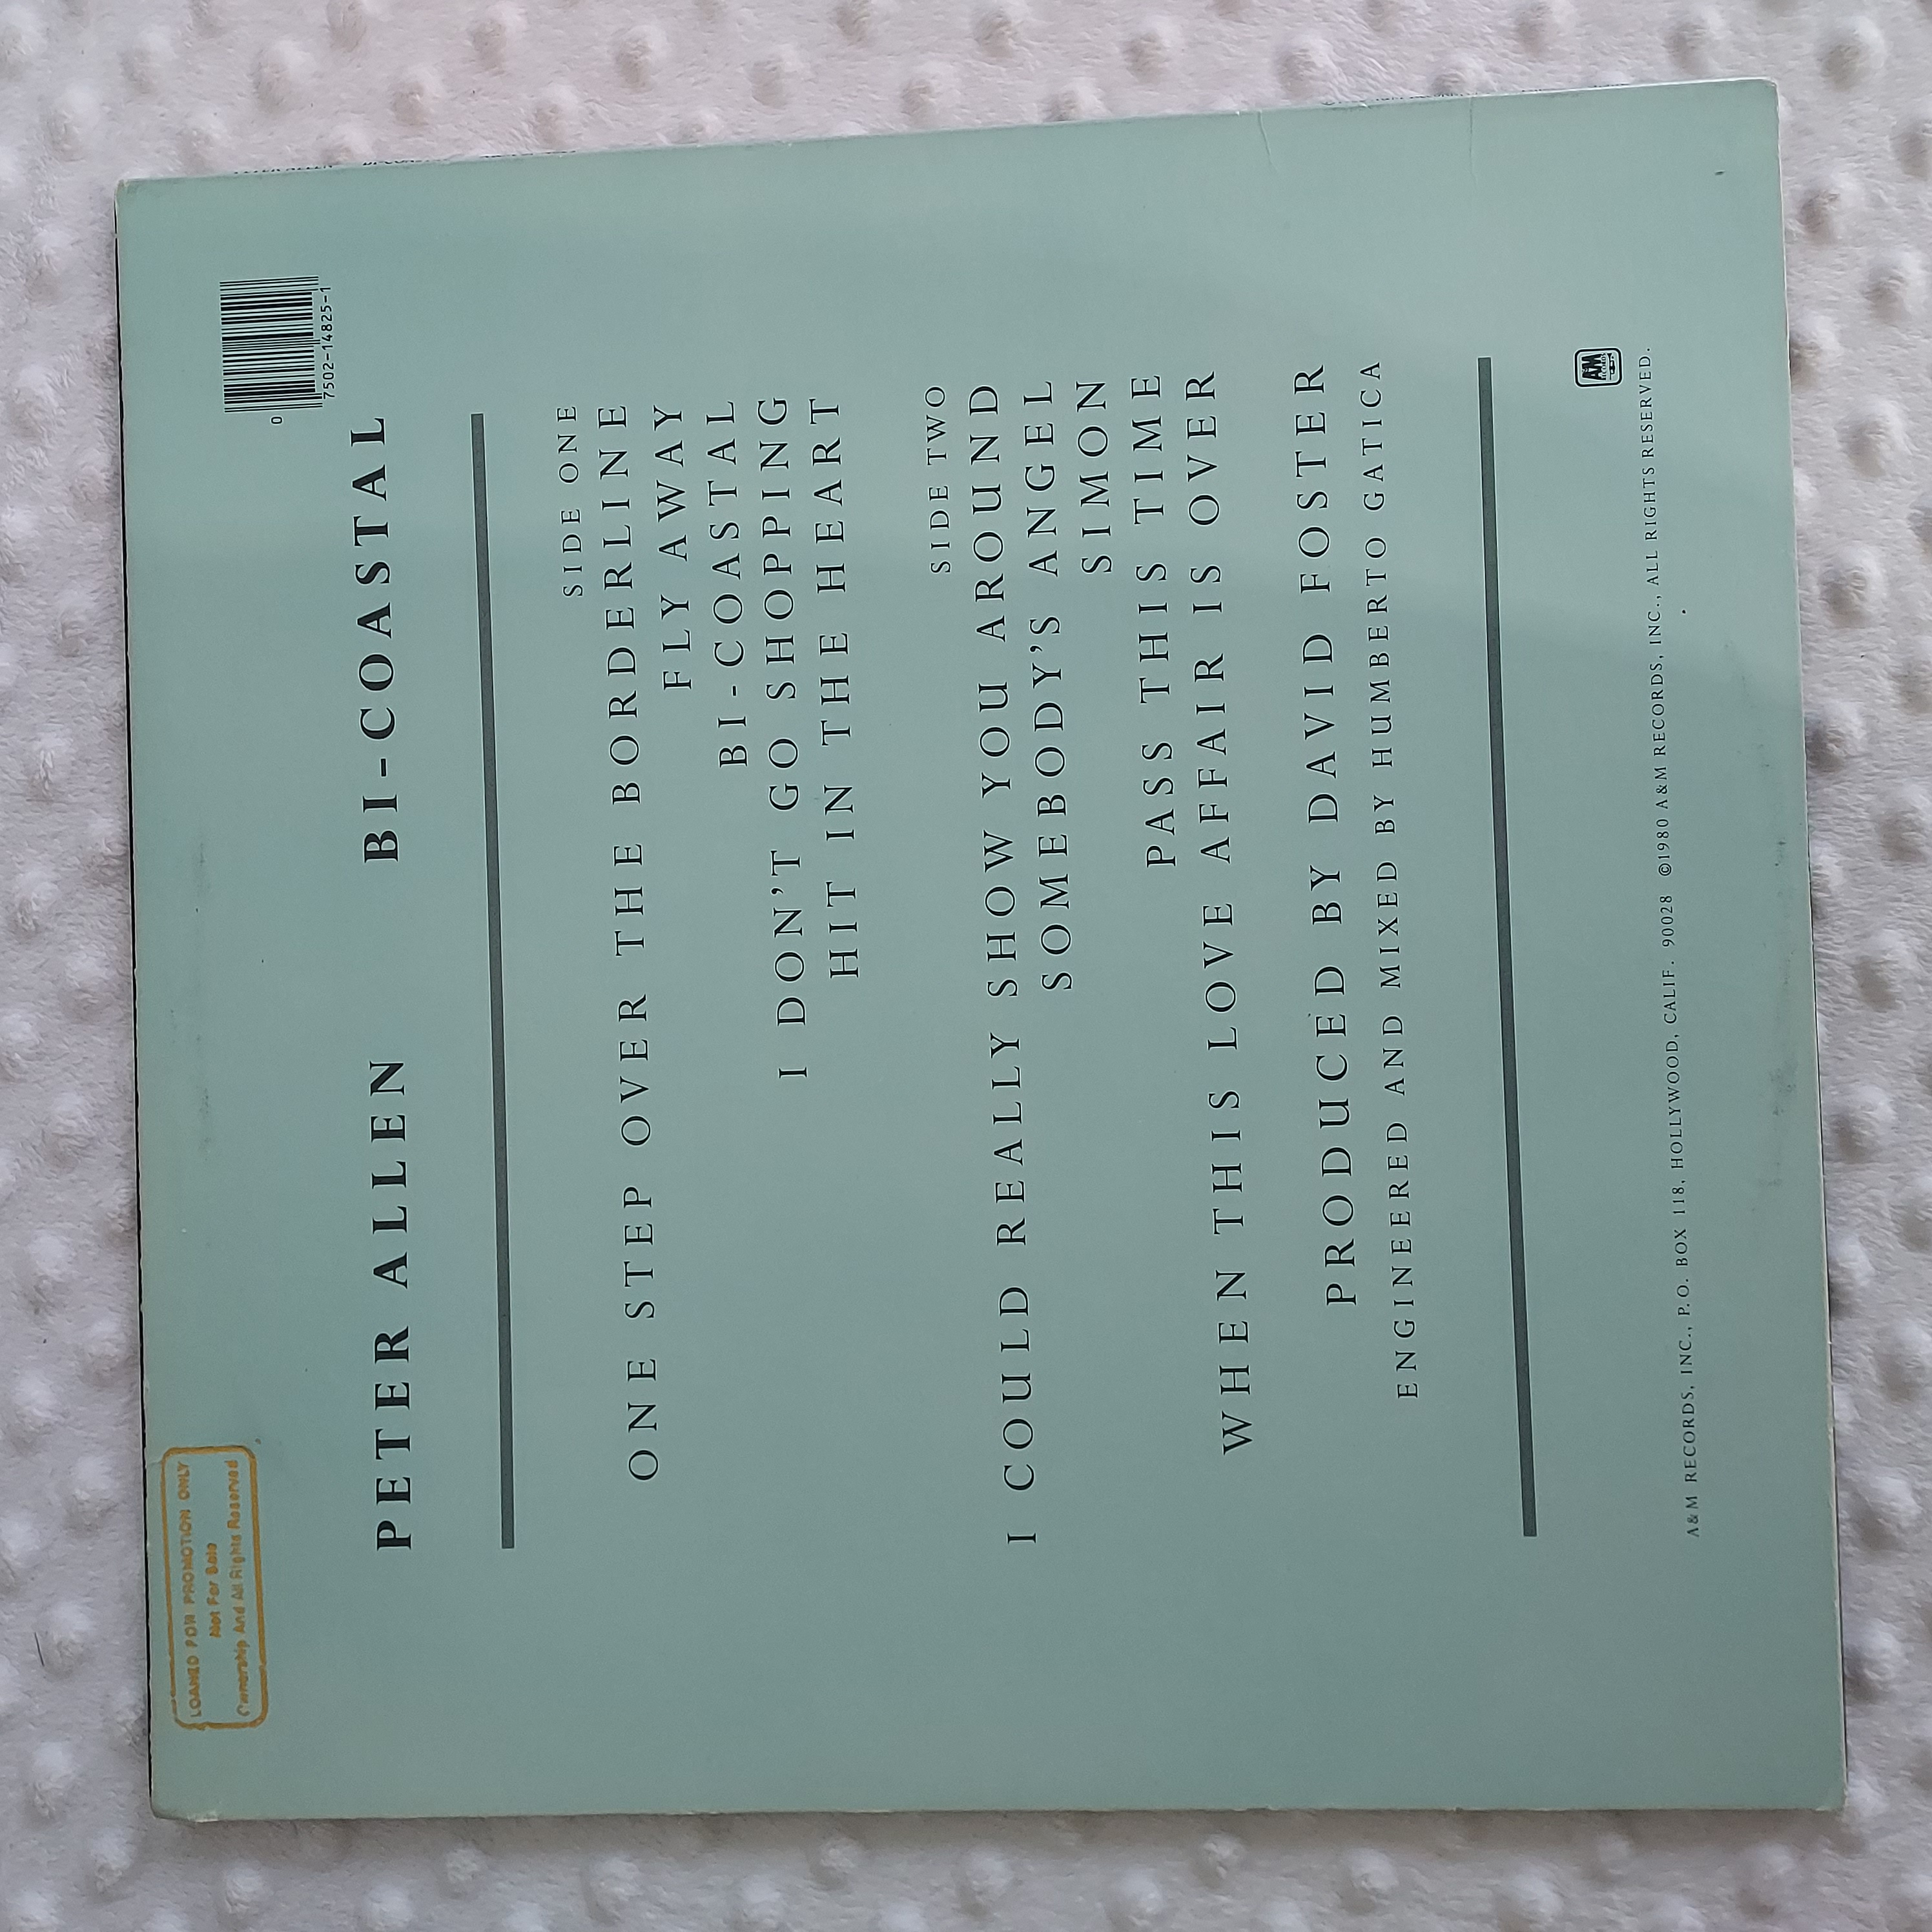 LOANED FOR PROMOTION ONLY
Not For Sale
Ownership And All Rights Reserved
0
7502-14825-1
PETER ALLEN BI-COASTAL
SIDE ONE
ONE STEP OVER THE BORDERLINE
FLY AWAY
BI-COASTAL
I DON'T GO SHOPPING
HIT IN THE HEART
SIDE TWO
I COULD REALLY SHOW YOU AROUND
SOMEBODY'S ANGEL
SIMON
PASS THIS TIME
WHEN THIS LOVE AFFAIR IS OVER
PRODUCED BY DAVID FOSTER
ENGINEERED AND MIXED BY HUMBERTO GATICA
A&M RECORDS
A&M RECORDS, INC., P.O. BOX 118, HOLLYWOOD, CALIF. 90028 ©1980 A&M RECORDS, INC., ALL RIGHTS RESERVED.